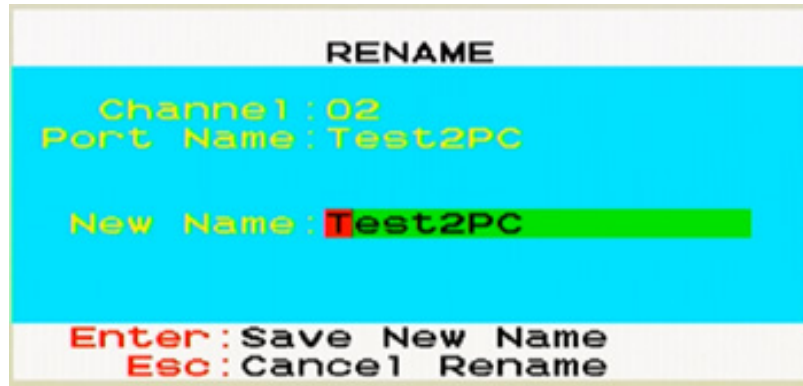 RENAME
Channel:02
Port Name:Test2PC
New Name:Test2PC
Enter:Save New Name
Esc:Cancel Rename